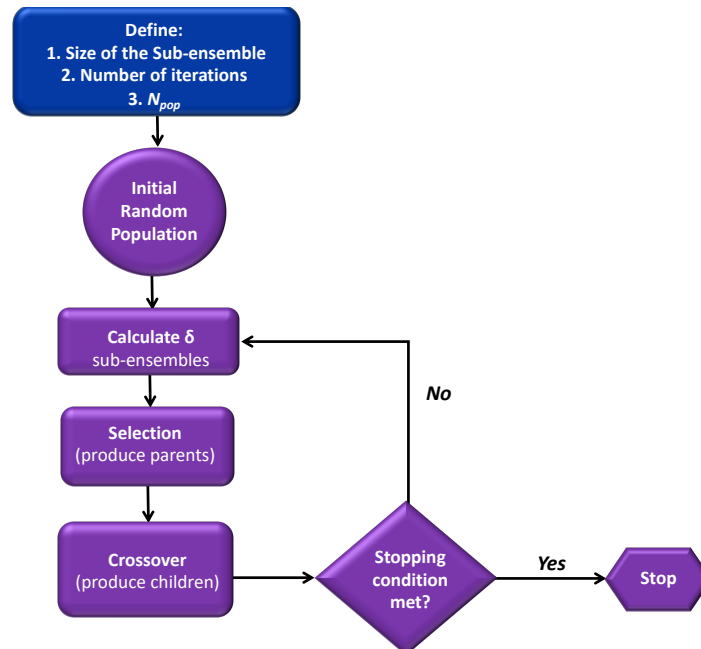 Define:
1. Size of the Sub-ensemble
2. Number of iterations
3. Npop
Initial
Random
Population
Calculate δ
sub-ensembles
Selection
(produce parents)
Crossover
(produce children)
Stopping
condition
met?
No
Yes
Stop